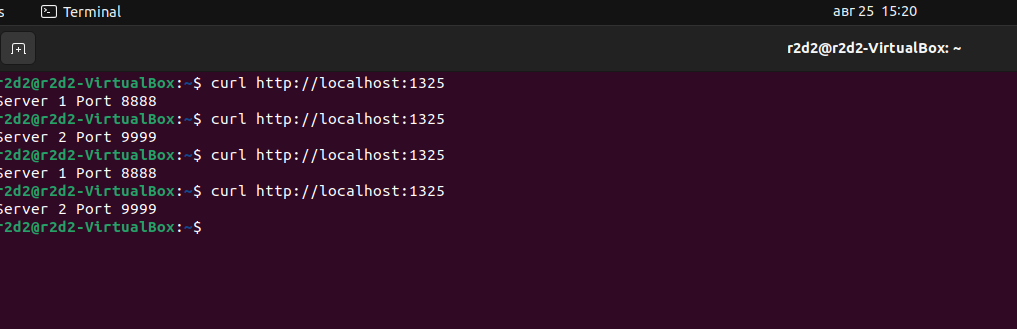 s Terminal авг 25 15:20
r2d2@r2d2-VirtualBox: ~
r2d2@r2d2-VirtualBox:~$ curl http://localhost:1325
Server 1 Port 8888
r2d2@r2d2-VirtualBox:~$ curl http://localhost:1325
Server 2 Port 9999
r2d2@r2d2-VirtualBox:~$ curl http://localhost:1325
Server 1 Port 8888
r2d2@r2d2-VirtualBox:~$ curl http://localhost:1325
Server 2 Port 9999
r2d2@r2d2-VirtualBox:~$